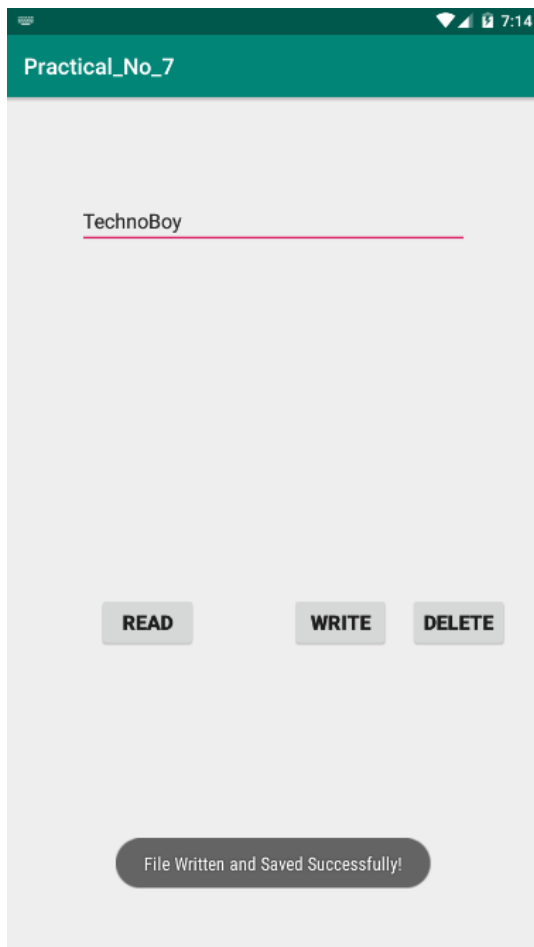 7:14
Practical_No_7
TechnoBoy
READ WRITE DELETE
File Written and Saved Successfully!